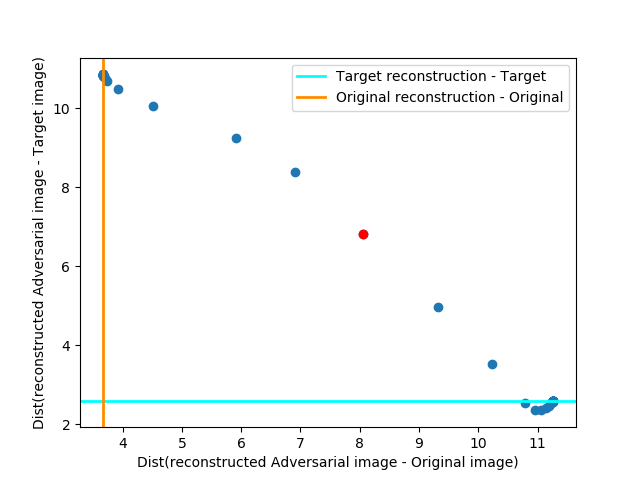 Target reconstruction - Target
Original reconstruction - Original
Dist(reconstructed Adversarial image - Target image)
10
8
6
4
2
4 5 6 7 8 9 10 11
Dist(reconstructed Adversarial image - Original image)